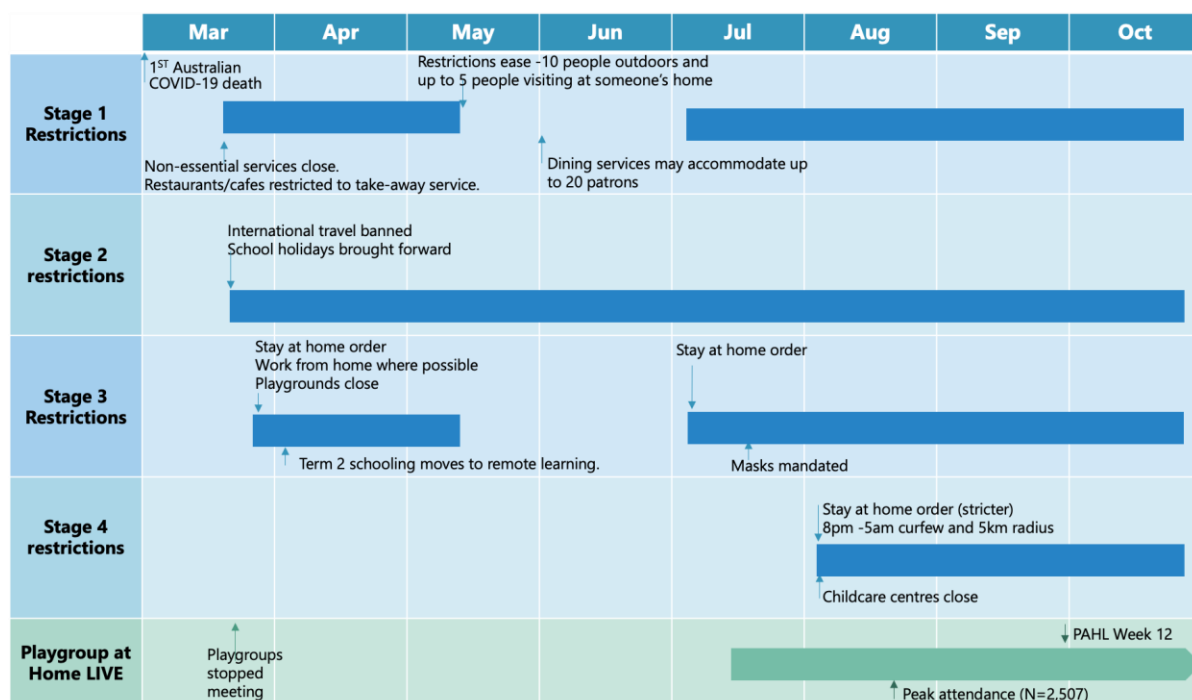 Mar Apr May Jun Jul Aug Sep Oct
Stage 1
Restrictions
1ST Australian
COVID-19 death
Restrictions ease -10 people outdoors and
up to 5 people visiting at someone's home
Non-essential services close.
Restaurants/cafes restricted to take-away service.
Dining services may accommodate up
to 20 patrons
Stage 2
restrictions
International travel banned
School holidays brought forward
Stage 3
Restrictions
Stay at home order
Work from home where possible
Playgrounds close
Stay at home order
Term 2 schooling moves to remote learning.
Masks mandated
Stage 4
restrictions
Stay at home order (stricter)
8pm -5am curfew and 5km radius
Childcare centres close
Playgroup at
Home LIVE
Playgroups
stopped
meeting
PAHL Week 12
Peak attendance (N=2,507)